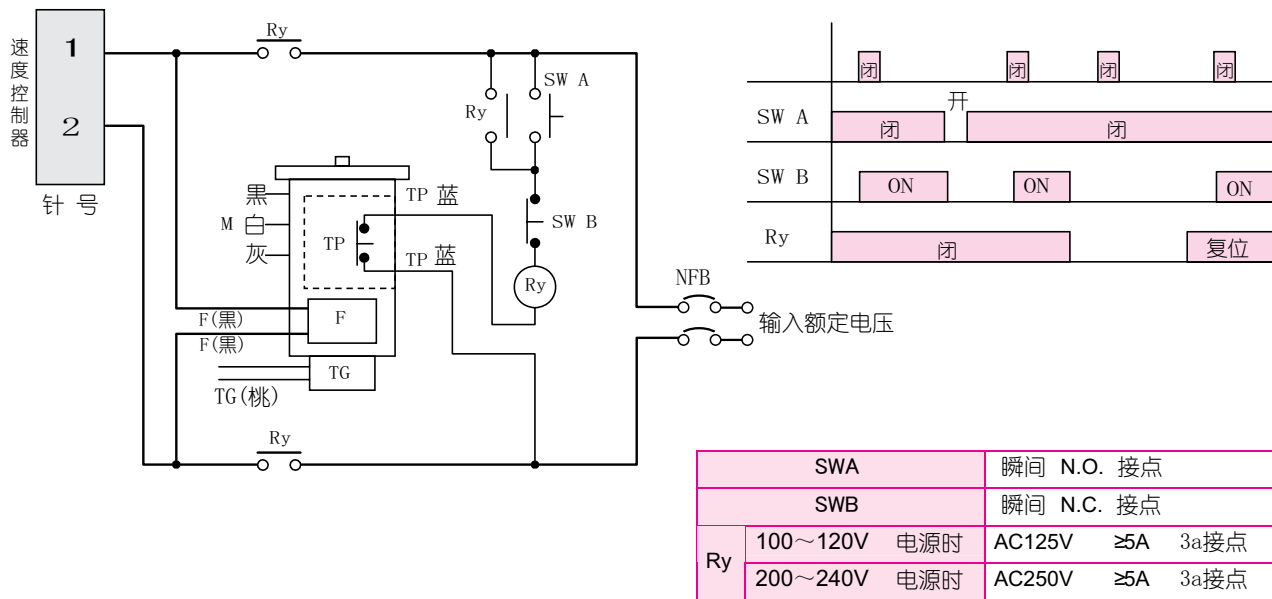 速度控制器
1
2
针 号
Ry
Ry
SW A
SW B
Ry
黑
M 白
灰
TP
TP 蓝
TP 蓝
F(黑)
F(黑)
F
TG
TG(桃)
Ry
NFB
输入额定电压
闭 闭 闭 闭
SW A
闭 开 闭
SW B
ON ON ON
Ry
闭 复位
SWA 瞬间 N.O. 接点
SWB 瞬间 N.C. 接点
Ry
100～120V 电源时 AC125V ≥5A 3a接点
200～240V 电源时 AC250V ≥5A 3a接点